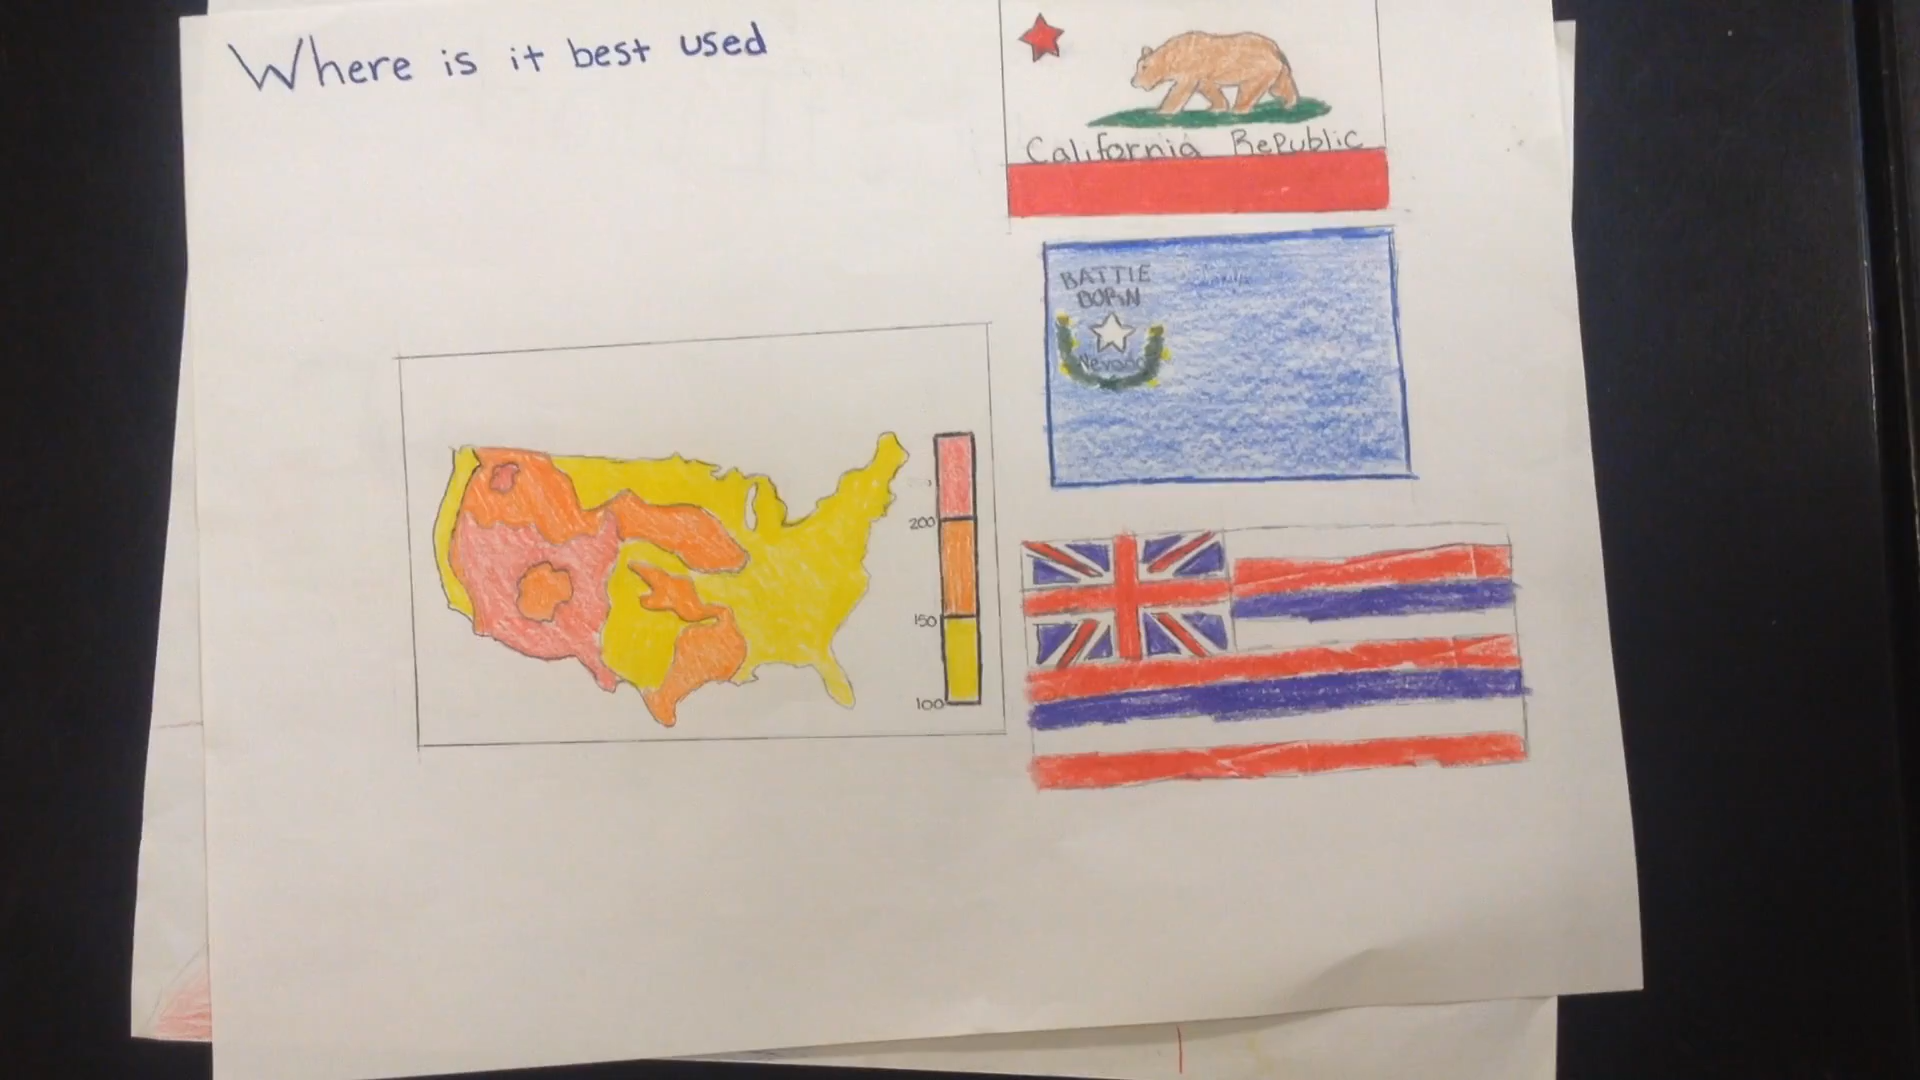 Where is it best used
California Republic
BATTlE
BORN
Nevada
200
150
100